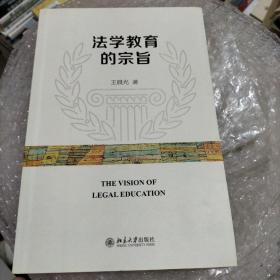 法学教育
的宗旨
王晨光 著
THE VISION OF
LEGAL EDUCATION
北京大学出版社